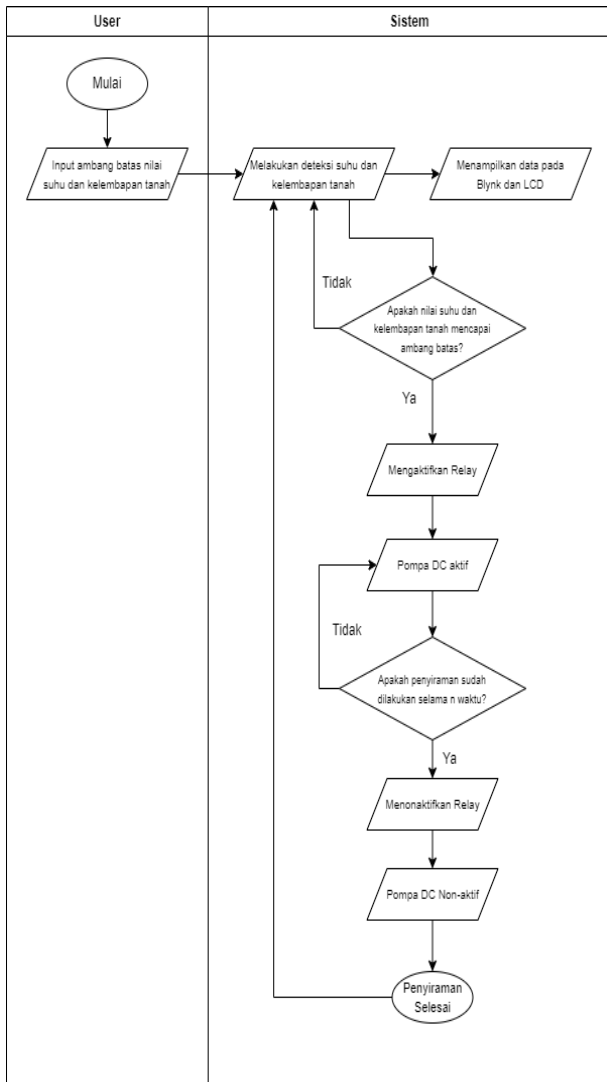 User
Sistem
Mulai
Input ambang batas nilai
suhu dan kelembapan tanah
Melakukan deteksi suhu dan
kelembapan tanah
Menampilkan data pada
Blynk dan LCD
Tidak
Apakah nilai suhu dan
kelembapan tanah mencapai
ambang batas?
Ya
Mengaktifkan Relay
Pompa DC aktif
Tidak
Apakah penyiraman sudah
dilakukan selama n waktu?
Ya
Menonaktifkan Relay
Pompa DC Non-aktif
Penyiraman
Selesai